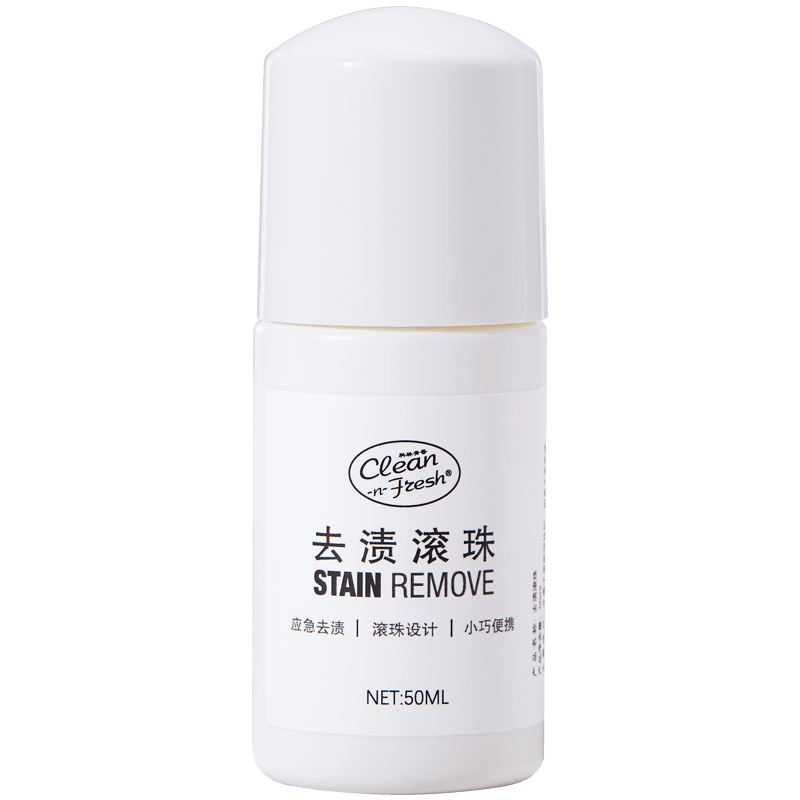 Clean
-n-Fresh®
去渍滚珠
STAIN REMOVE
应急去渍 | 滚珠设计 | 小巧便携
NET:50ML